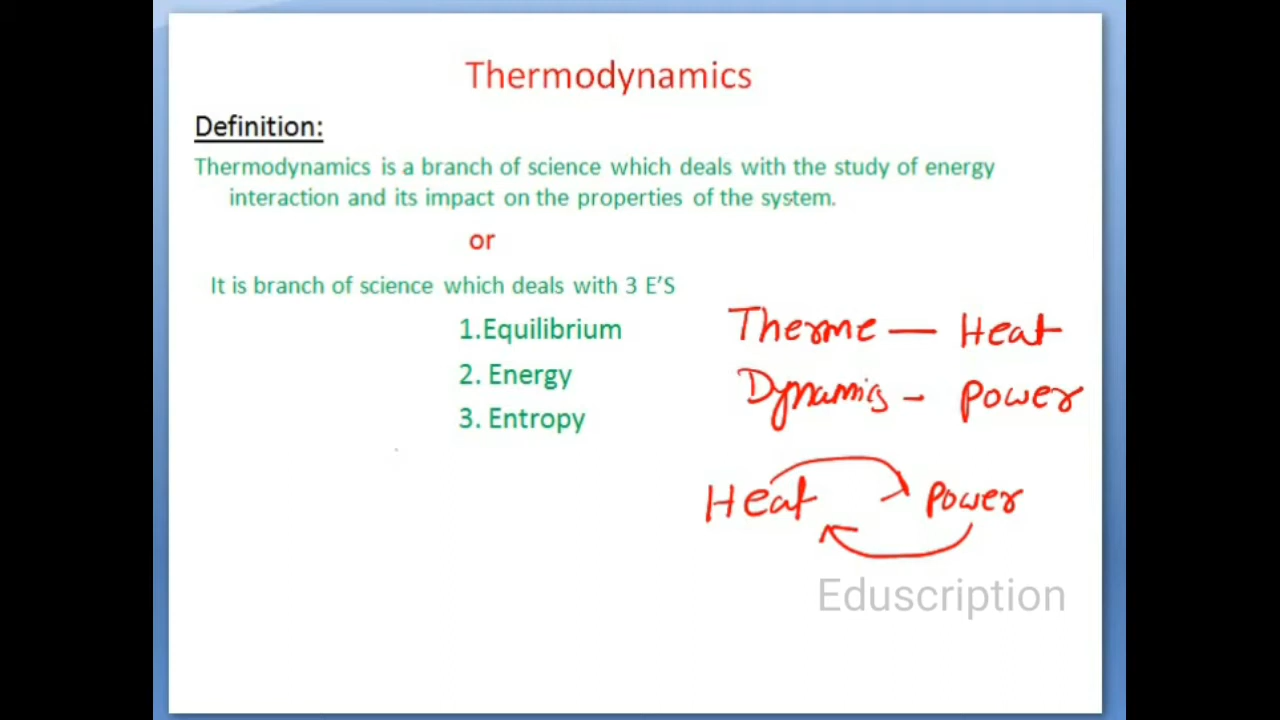 Thermodynamics
Definition:
Thermodynamics is a branch of science which deals with the study of energy
interaction and its impact on the properties of the system.
or
It is branch of science which deals with 3 E'S
1.Equilibrium
2. Energy
3. Entropy
Therme — Heat
Dynamics - Power
Heat Power
Eduscription